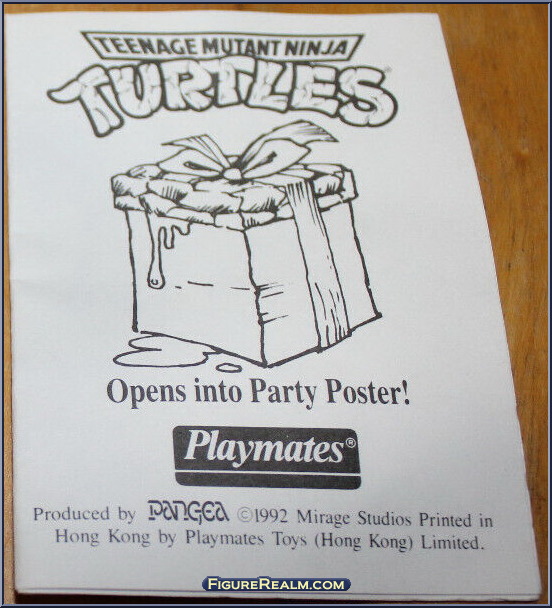 TEENAGE MUTANT NINJA
TURTLES®
Opens into Party Poster!
Playmates®
Produced by PANGEA ©1992 Mirage Studios Printed in
Hong Kong by Playmates Toys (Hong Kong) Limited.
FIGUREREALM.COM